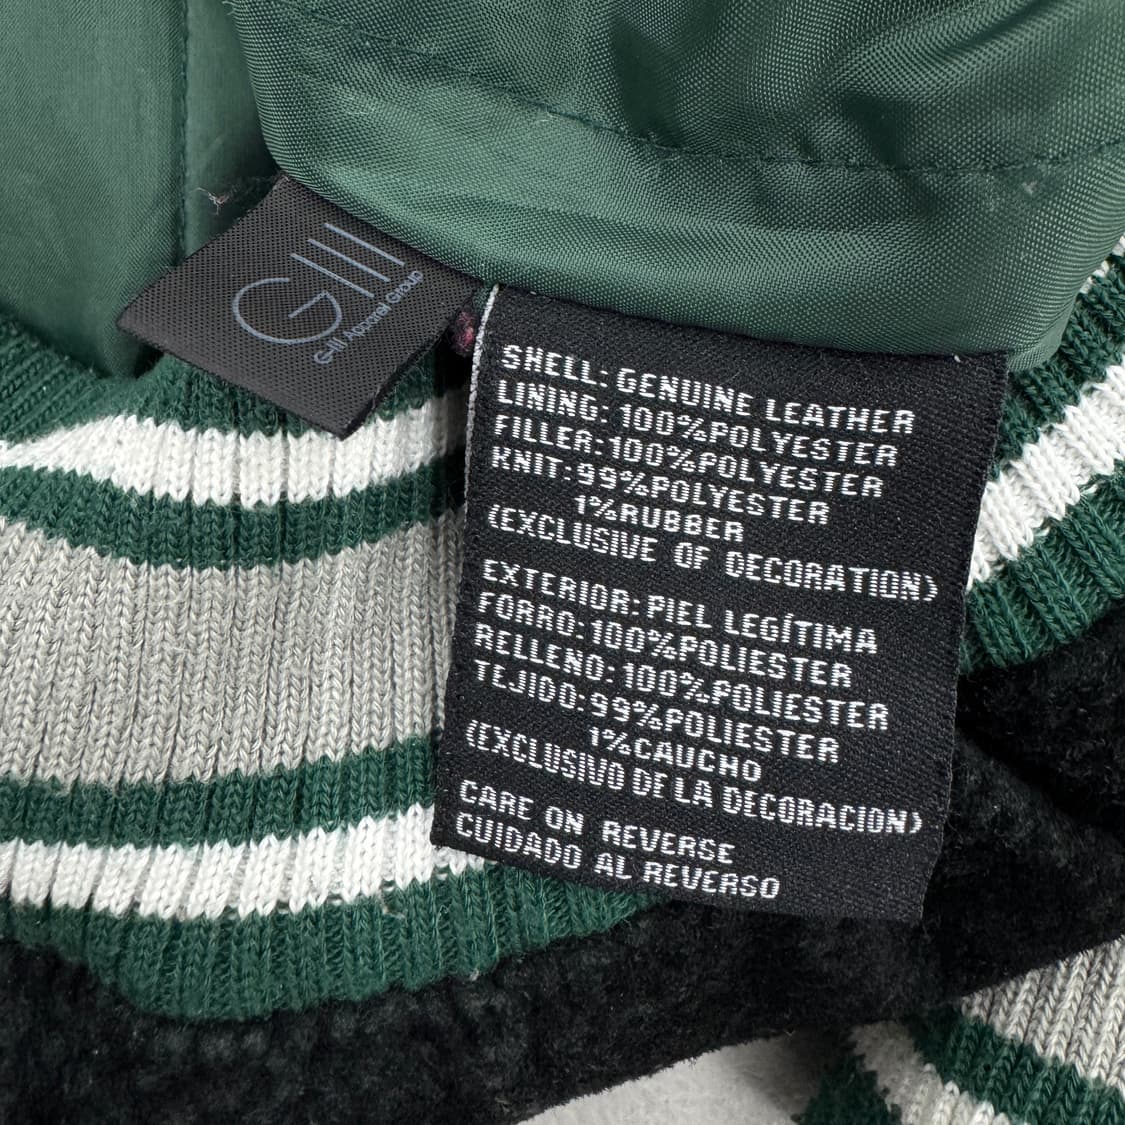 GIII
G-III Apparel Group
SHELL: GENUINE LEATHER
LINING: 100%POLYESTER
FILLER:100%POLYESTER
KNIT:99%POLYESTER
1%RUBBER
(EXCLUSIVE OF DECORATION)
EXTERIOR: PIEL LEGÍTIMA
FORRO:100%POLIESTER
RELLENO:100%POLIESTER
TEJIDO:99%POLIESTER
1%CAUCHO
(EXCLUSIVO DE LA DECORACION)
CARE ON REVERSE
CUIDADO AL REVERSO